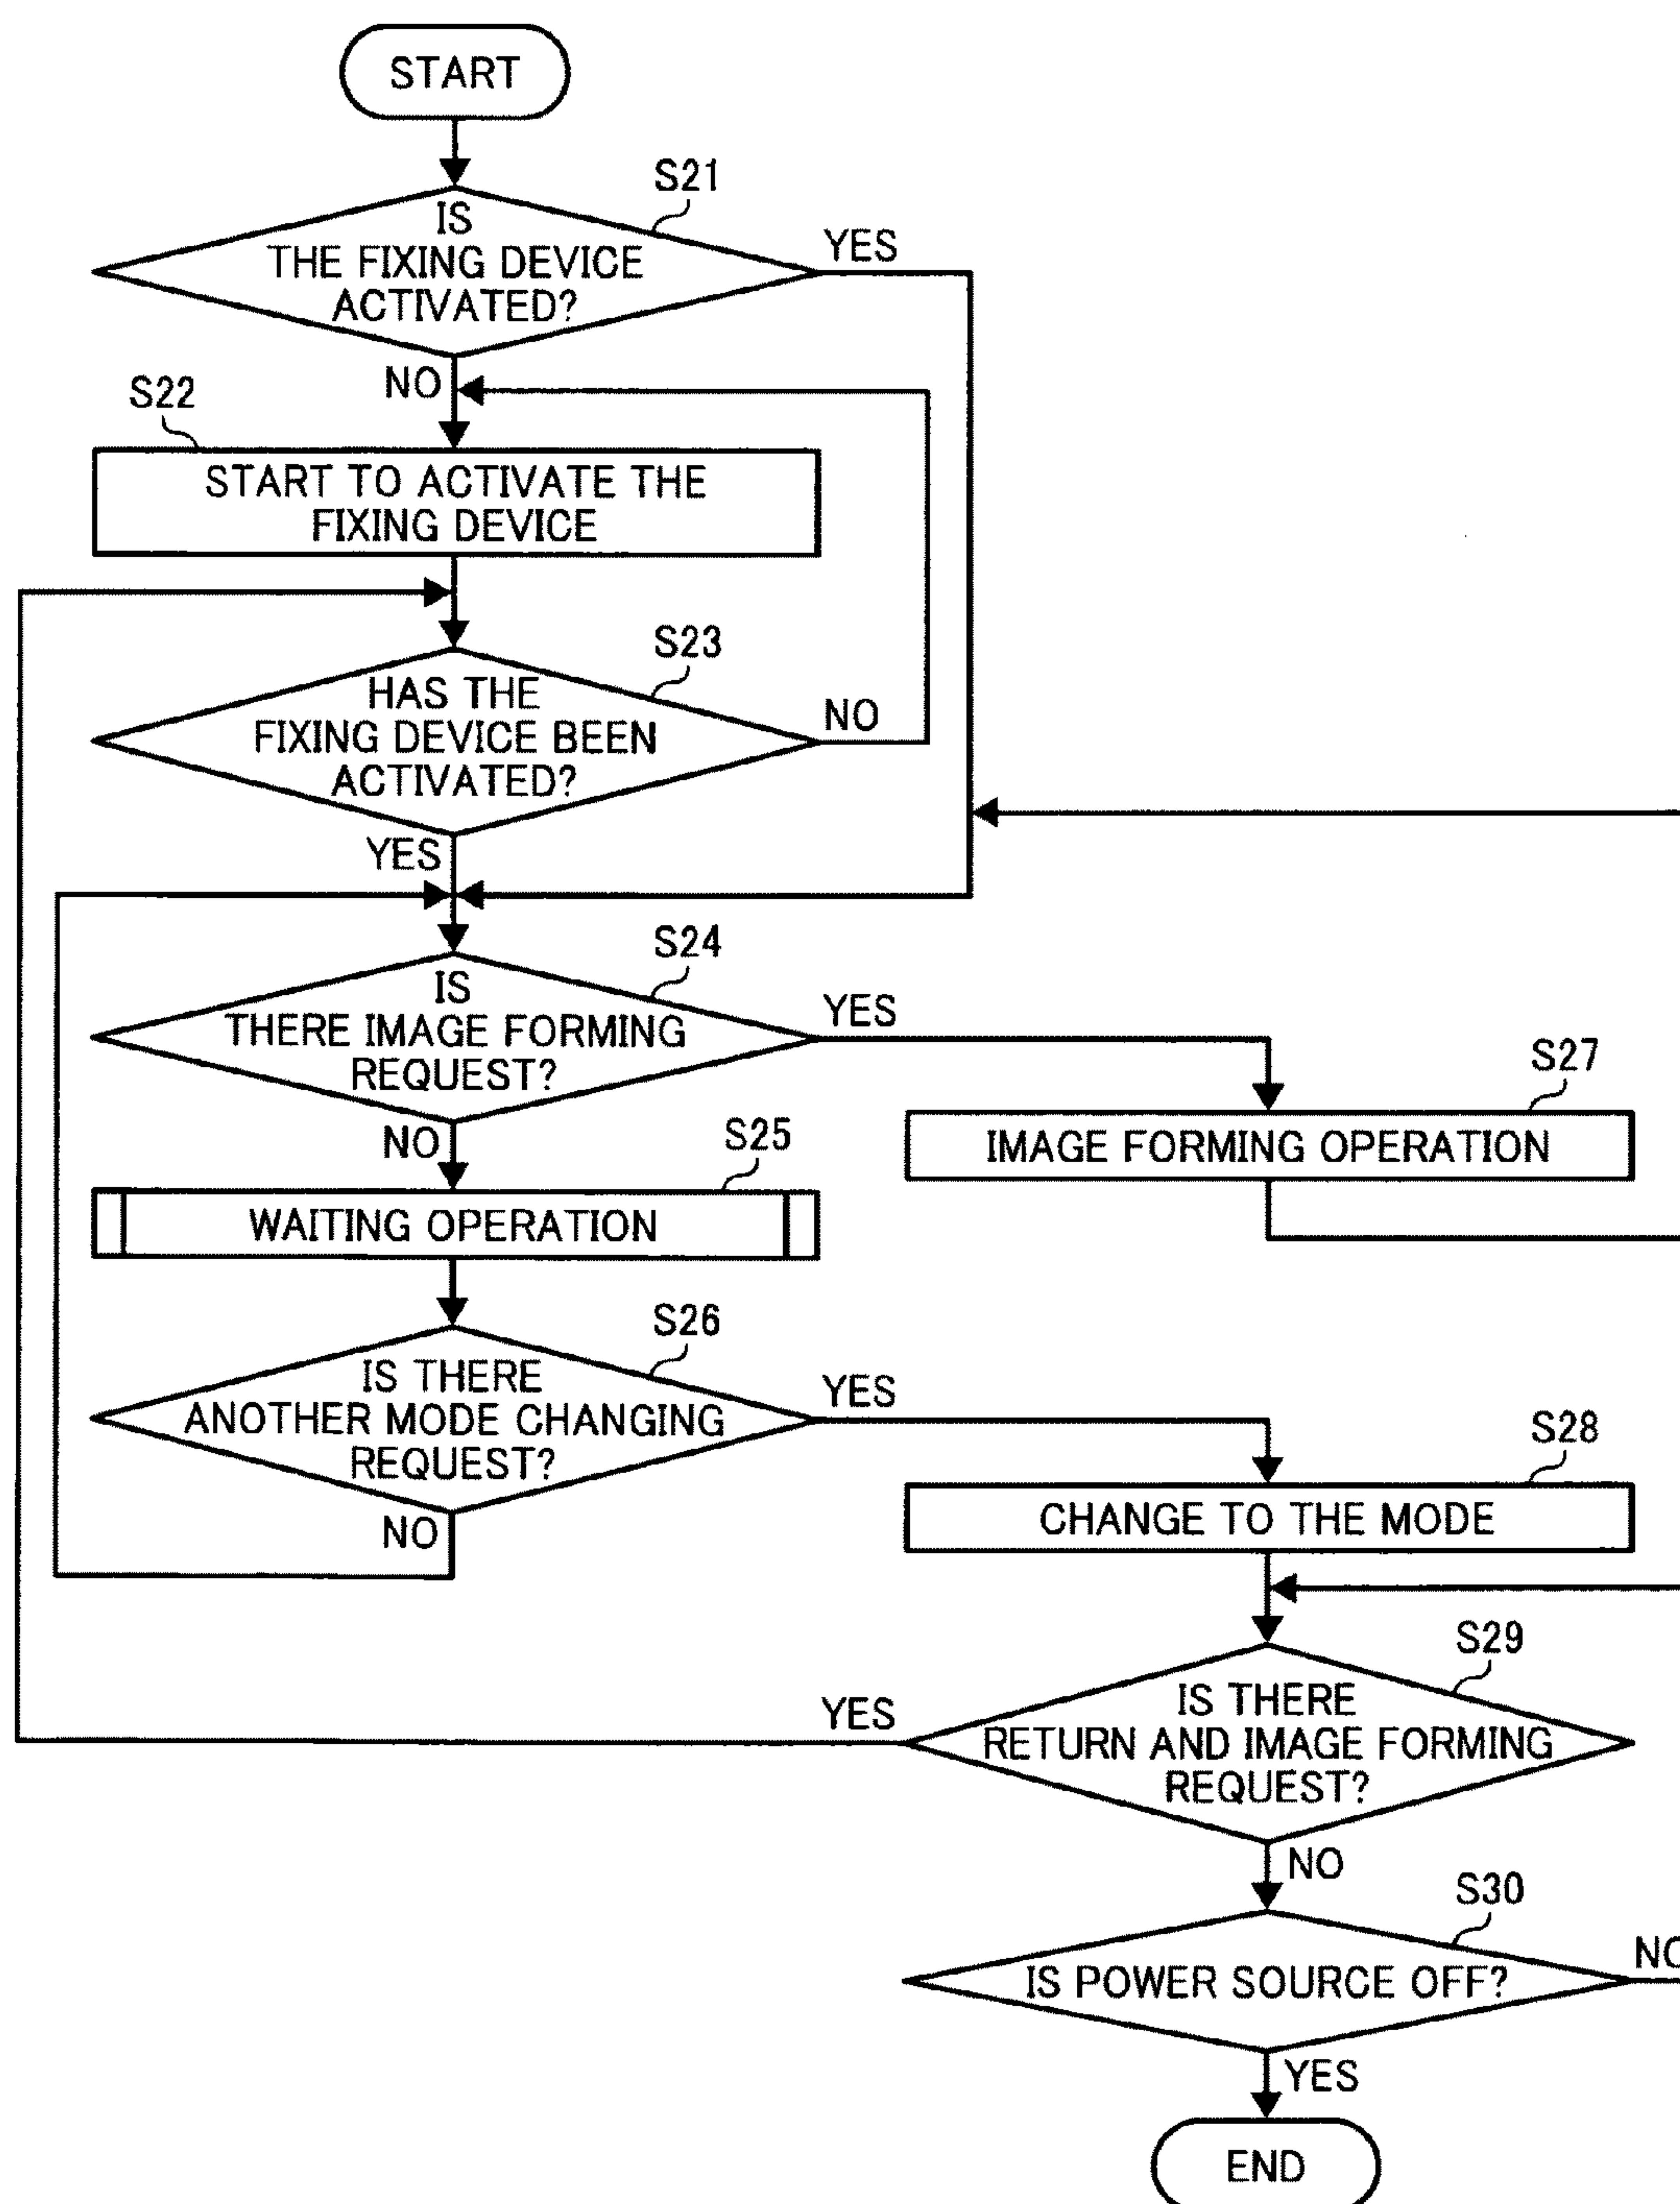 START
S21
IS
THE FIXING DEVICE
ACTIVATED?
YES
NO
S22
START TO ACTIVATE THE
FIXING DEVICE
S23
HAS THE
FIXING DEVICE BEEN
ACTIVATED?
NO
YES
S24
IS
THERE IMAGE FORMING
REQUEST?
YES
S27
IMAGE FORMING OPERATION
NO
S25
WAITING OPERATION
S26
IS THERE
ANOTHER MODE CHANGING
REQUEST?
YES
S28
CHANGE TO THE MODE
NO
S29
IS THERE
RETURN AND IMAGE FORMING
REQUEST?
YES
NO
S30
IS POWER SOURCE OFF?
NO
YES
END